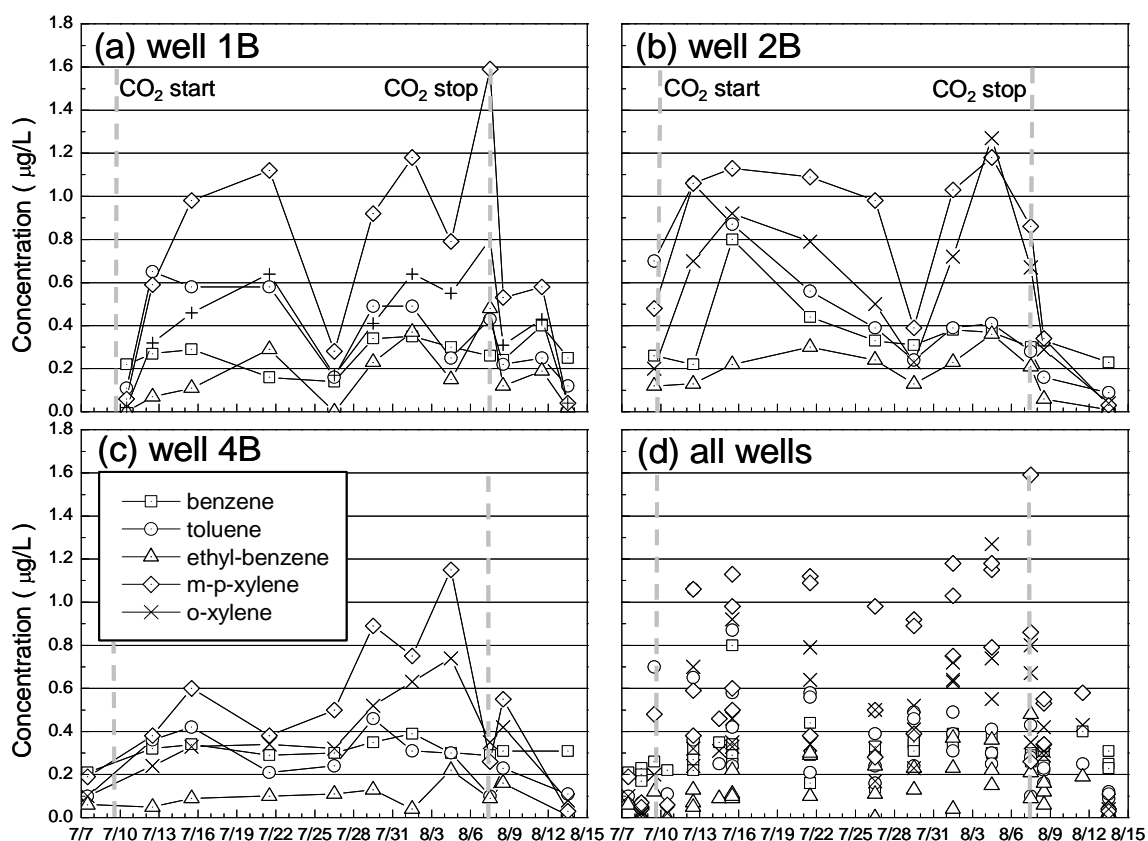 (a) well 1B
(b) well 2B
CO₂ start
CO₂ stop
CO₂ start
CO₂ stop
Concentration ( μg/L)
1.8
1.6
1.4
1.2
1.0
0.8
0.6
0.4
0.2
0.0
(c) well 4B
(d) all wells
benzene
toluene
ethyl-benzene
m-p-xylene
o-xylene
Concentration ( μg/L)
1.8
1.6
1.4
1.2
1.0
0.8
0.6
0.4
0.2
0.0
7/7 7/10 7/13 7/16 7/19 7/22 7/25 7/28 7/31 8/3 8/6 8/9 8/12 8/15
7/7 7/10 7/13 7/16 7/19 7/22 7/25 7/28 7/31 8/3 8/6 8/9 8/12 8/15